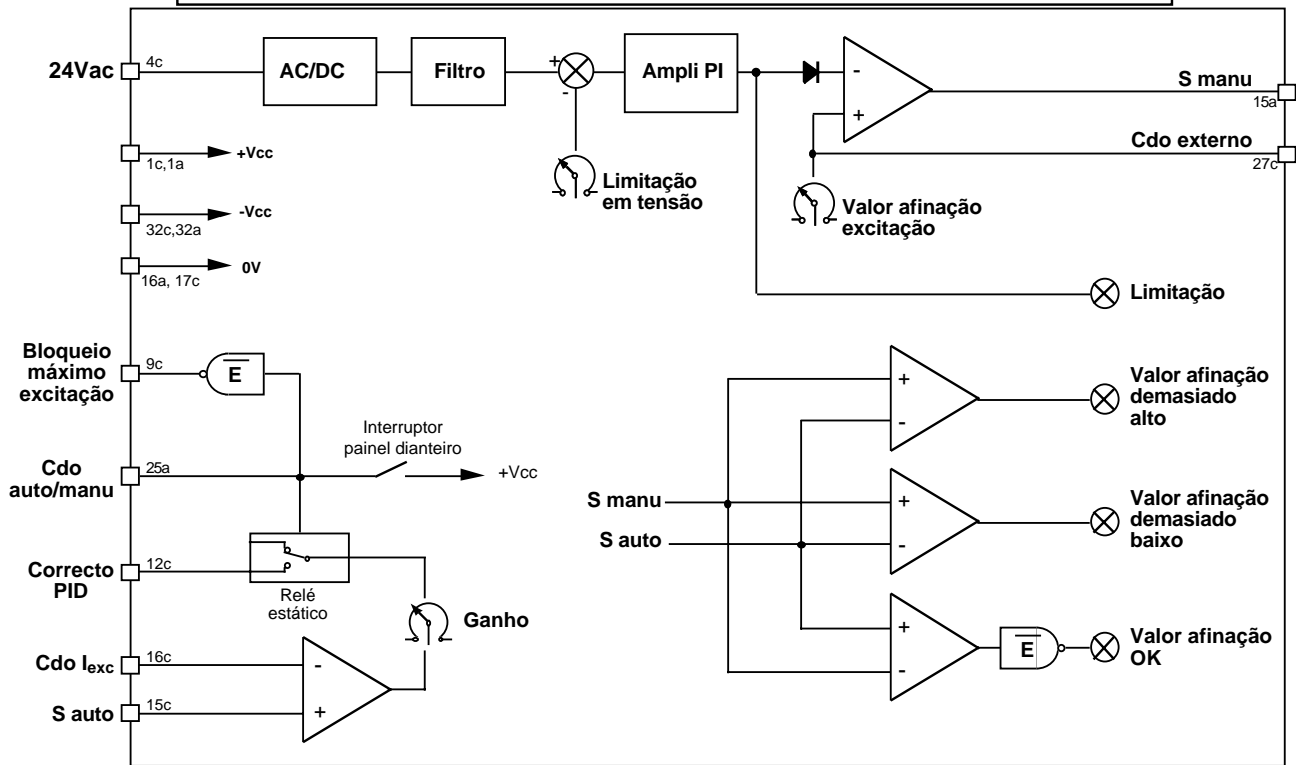 24Vac
4c
AC/DC
Filtro
+
-
Ampli PI
-
+
S manu
15a
Cdo externo
27c
1c,1a
+Vcc
32c,32a
-Vcc
16a, 17c
0V
Limitação
em tensão
Valor afinação
excitação
Limitação
Bloqueio
máximo
excitação
9c
E
Interruptor
painel dianteiro
+Vcc
Cdo
auto/manu
25a
Correcto
PID
12c
Relé
estático
Ganho
Cdo Iexc
16c
-
S auto
15c
+
S manu
S auto
+
-
Valor afinação
demasiado
alto
+
-
Valor afinação
demasiado
baixo
+
-
E
Valor afinação
OK